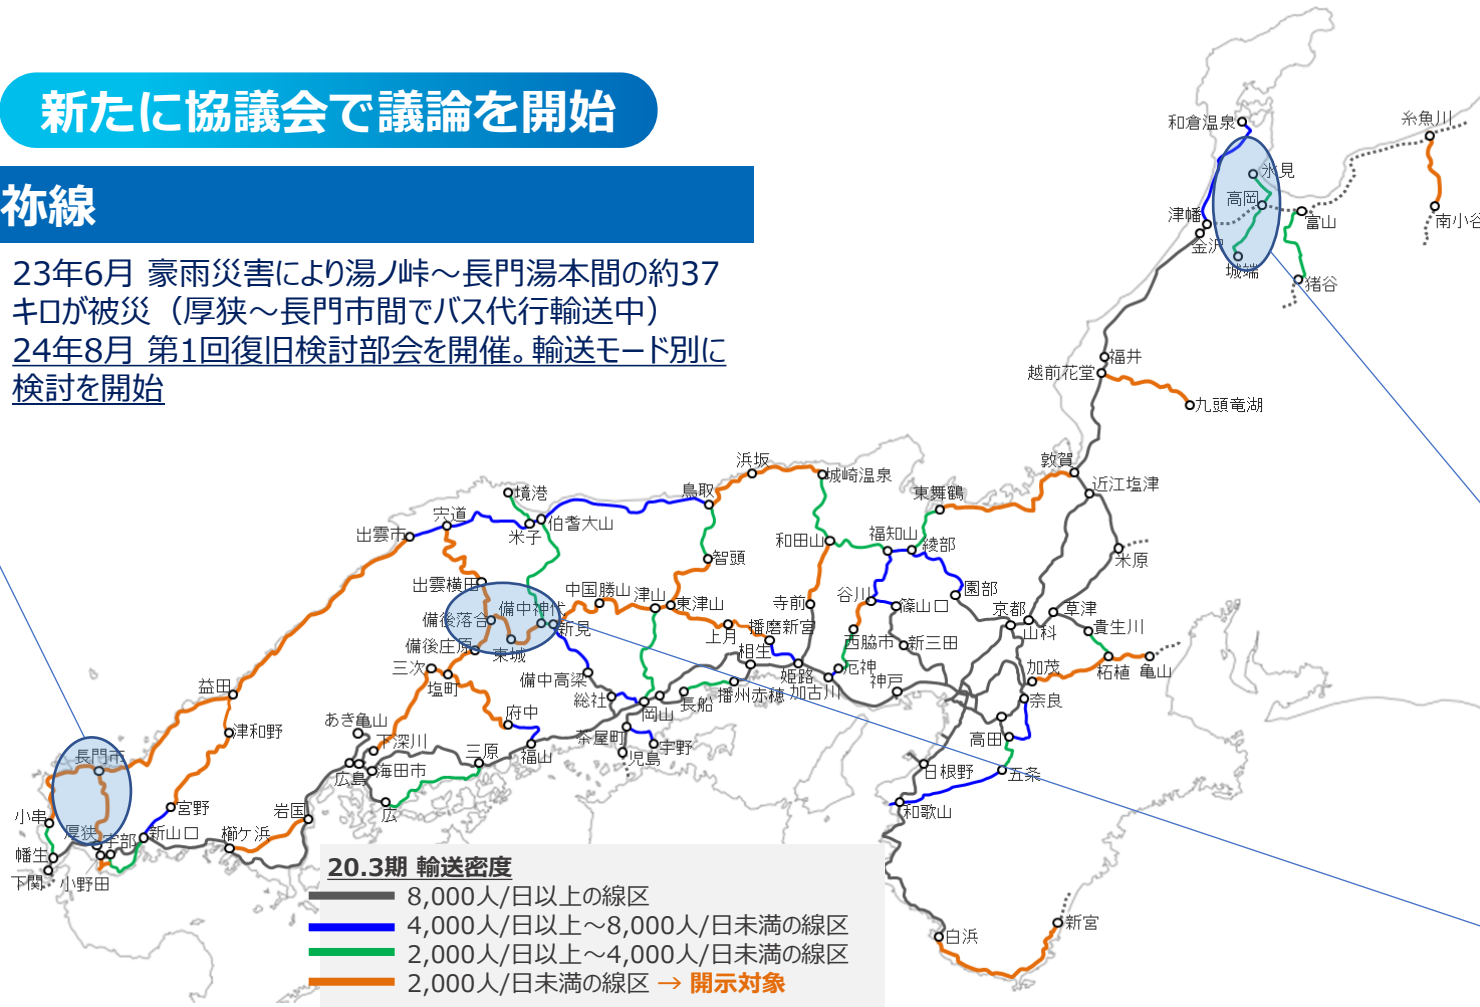 新たに協議会で議論を開始
祢線
23年6月 豪雨災害により湯ノ峠～長門湯本間の約37
キロが被災（厚狭～長門市間でバス代行輸送中）
24年8月 第1回復旧検討部会を開催。輸送モード別に
検討を開始
和倉温泉
糸魚川
氷見
高岡
津幡
富山
南小谷
金沢
城端
猪谷
福井
越前花堂
九頭竜湖
敦賀
浜坂
城崎温泉
近江塩津
境港
鳥取
東舞鶴
宍道
出雲市
米子
伯耆大山
和田山
福知山
綾部
米原
智頭
出雲横田
中国勝山
津山
東津山
寺前
谷川
篠山口
園部
京都
山科
草津
貴生川
備後落合
備中神代
新見
上月
播磨新宮
西脇市
新三田
備後庄原
東城
三次
塩町
備中高梁
相生
姫路
加古川
厄神
神戸
加茂
柘植
亀山
益田
総社
岡山
長船
播州赤穂
奈良
津和野
あき亀山
下深川
府中
三原
福山
茶屋町
児島
宇野
高田
長門市
広島
海田市
日根野
五条
小串
宮野
岩国
広
和歌山
厚狭
宇部
新山口
櫛ケ浜
幡生
下関
小野田
白浜
新宮
20.3期 輸送密度
8,000人/日以上の線区
4,000人/日以上～8,000人/日未満の線区
2,000人/日以上～4,000人/日未満の線区
2,000人/日未満の線区 → 開示対象